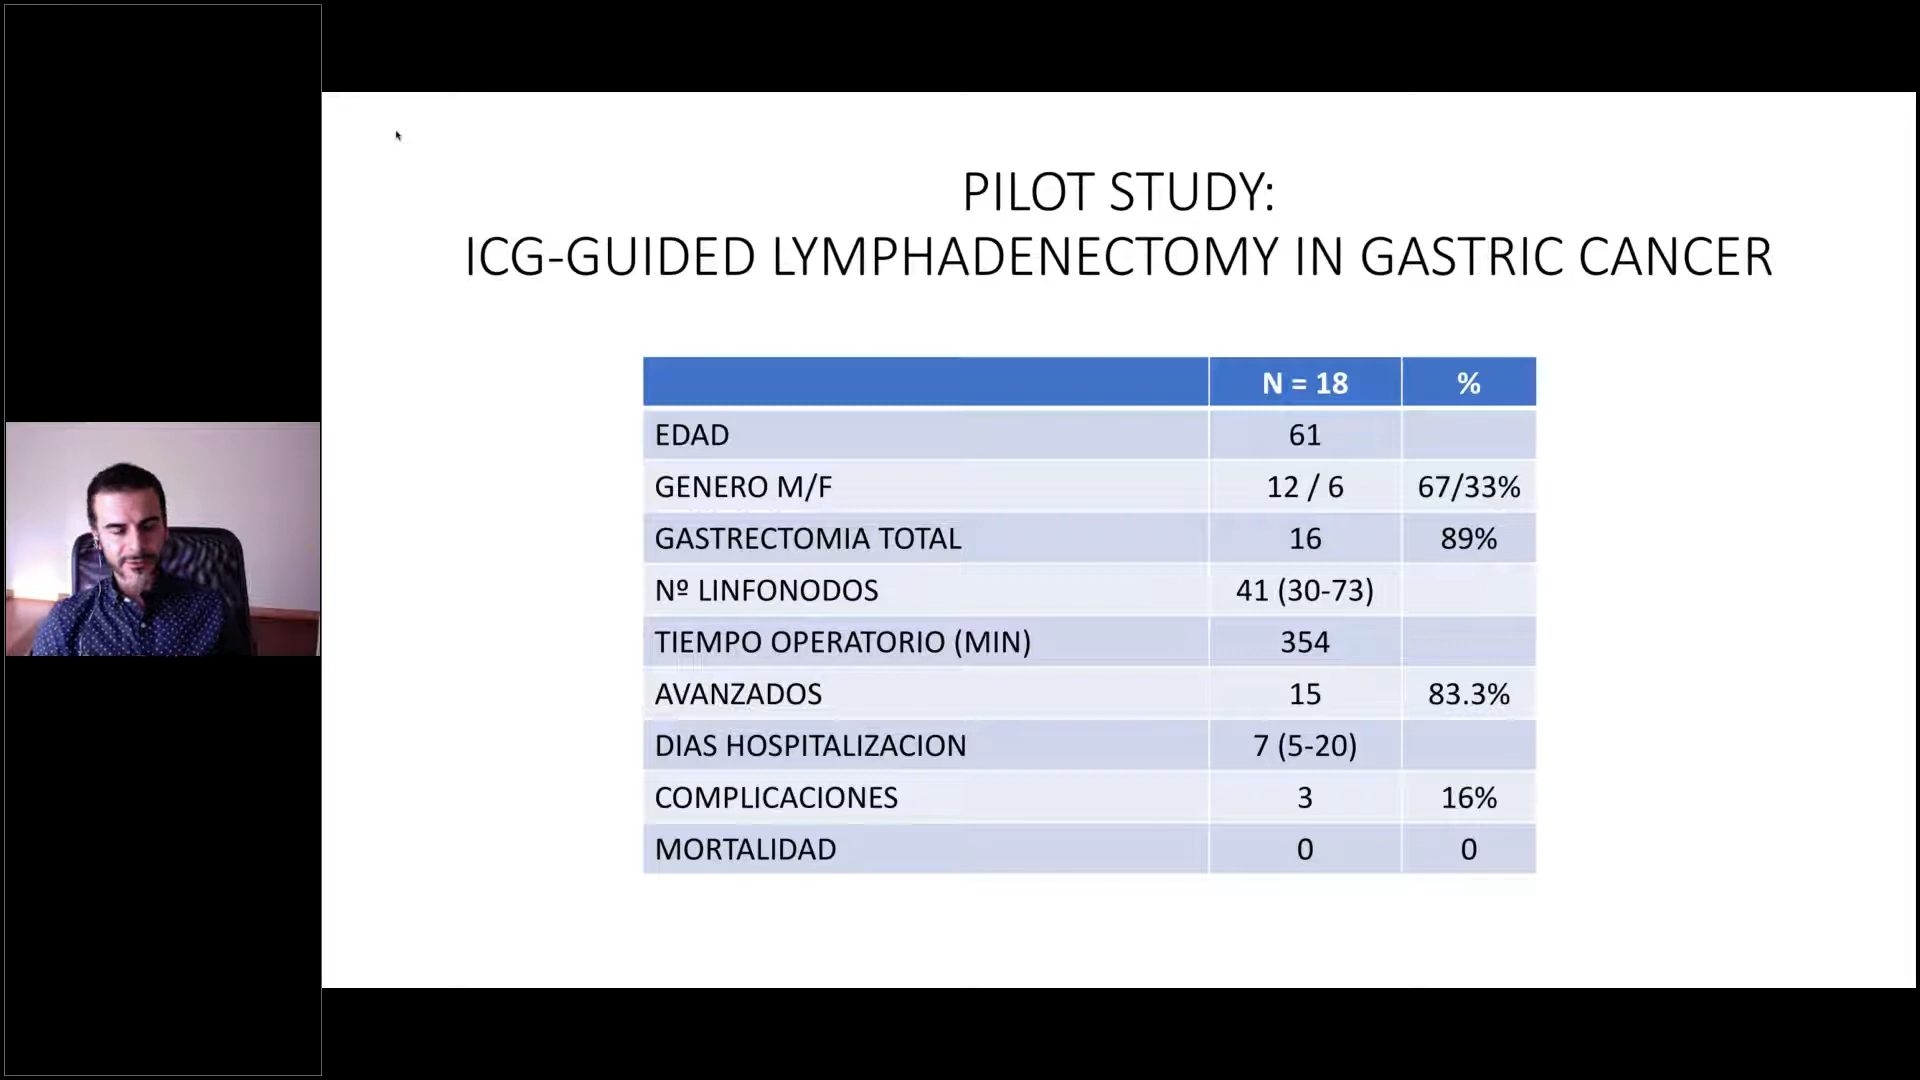 PILOT STUDY:
ICG-GUIDED LYMPHADENECTOMY IN GASTRIC CANCER
N = 18 %
EDAD 61
GENERO M/F 12 / 6 67/33%
GASTRECTOMIA TOTAL 16 89%
Nº LINFONODOS 41 (30-73)
TIEMPO OPERATORIO (MIN) 354
AVANZADOS 15 83.3%
DIAS HOSPITALIZACION 7 (5-20)
COMPLICACIONES 3 16%
MORTALIDAD 0 0